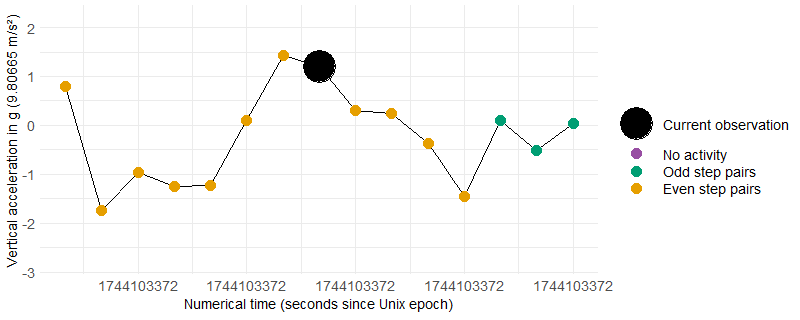 Vertical acceleration in g (9.80665 m/s²)
2
1
0
-1
-2
-3
1744103372 1744103372 1744103372 1744103372 1744103372
Numerical time (seconds since Unix epoch)
Current observation
No activity
Odd step pairs
Even step pairs